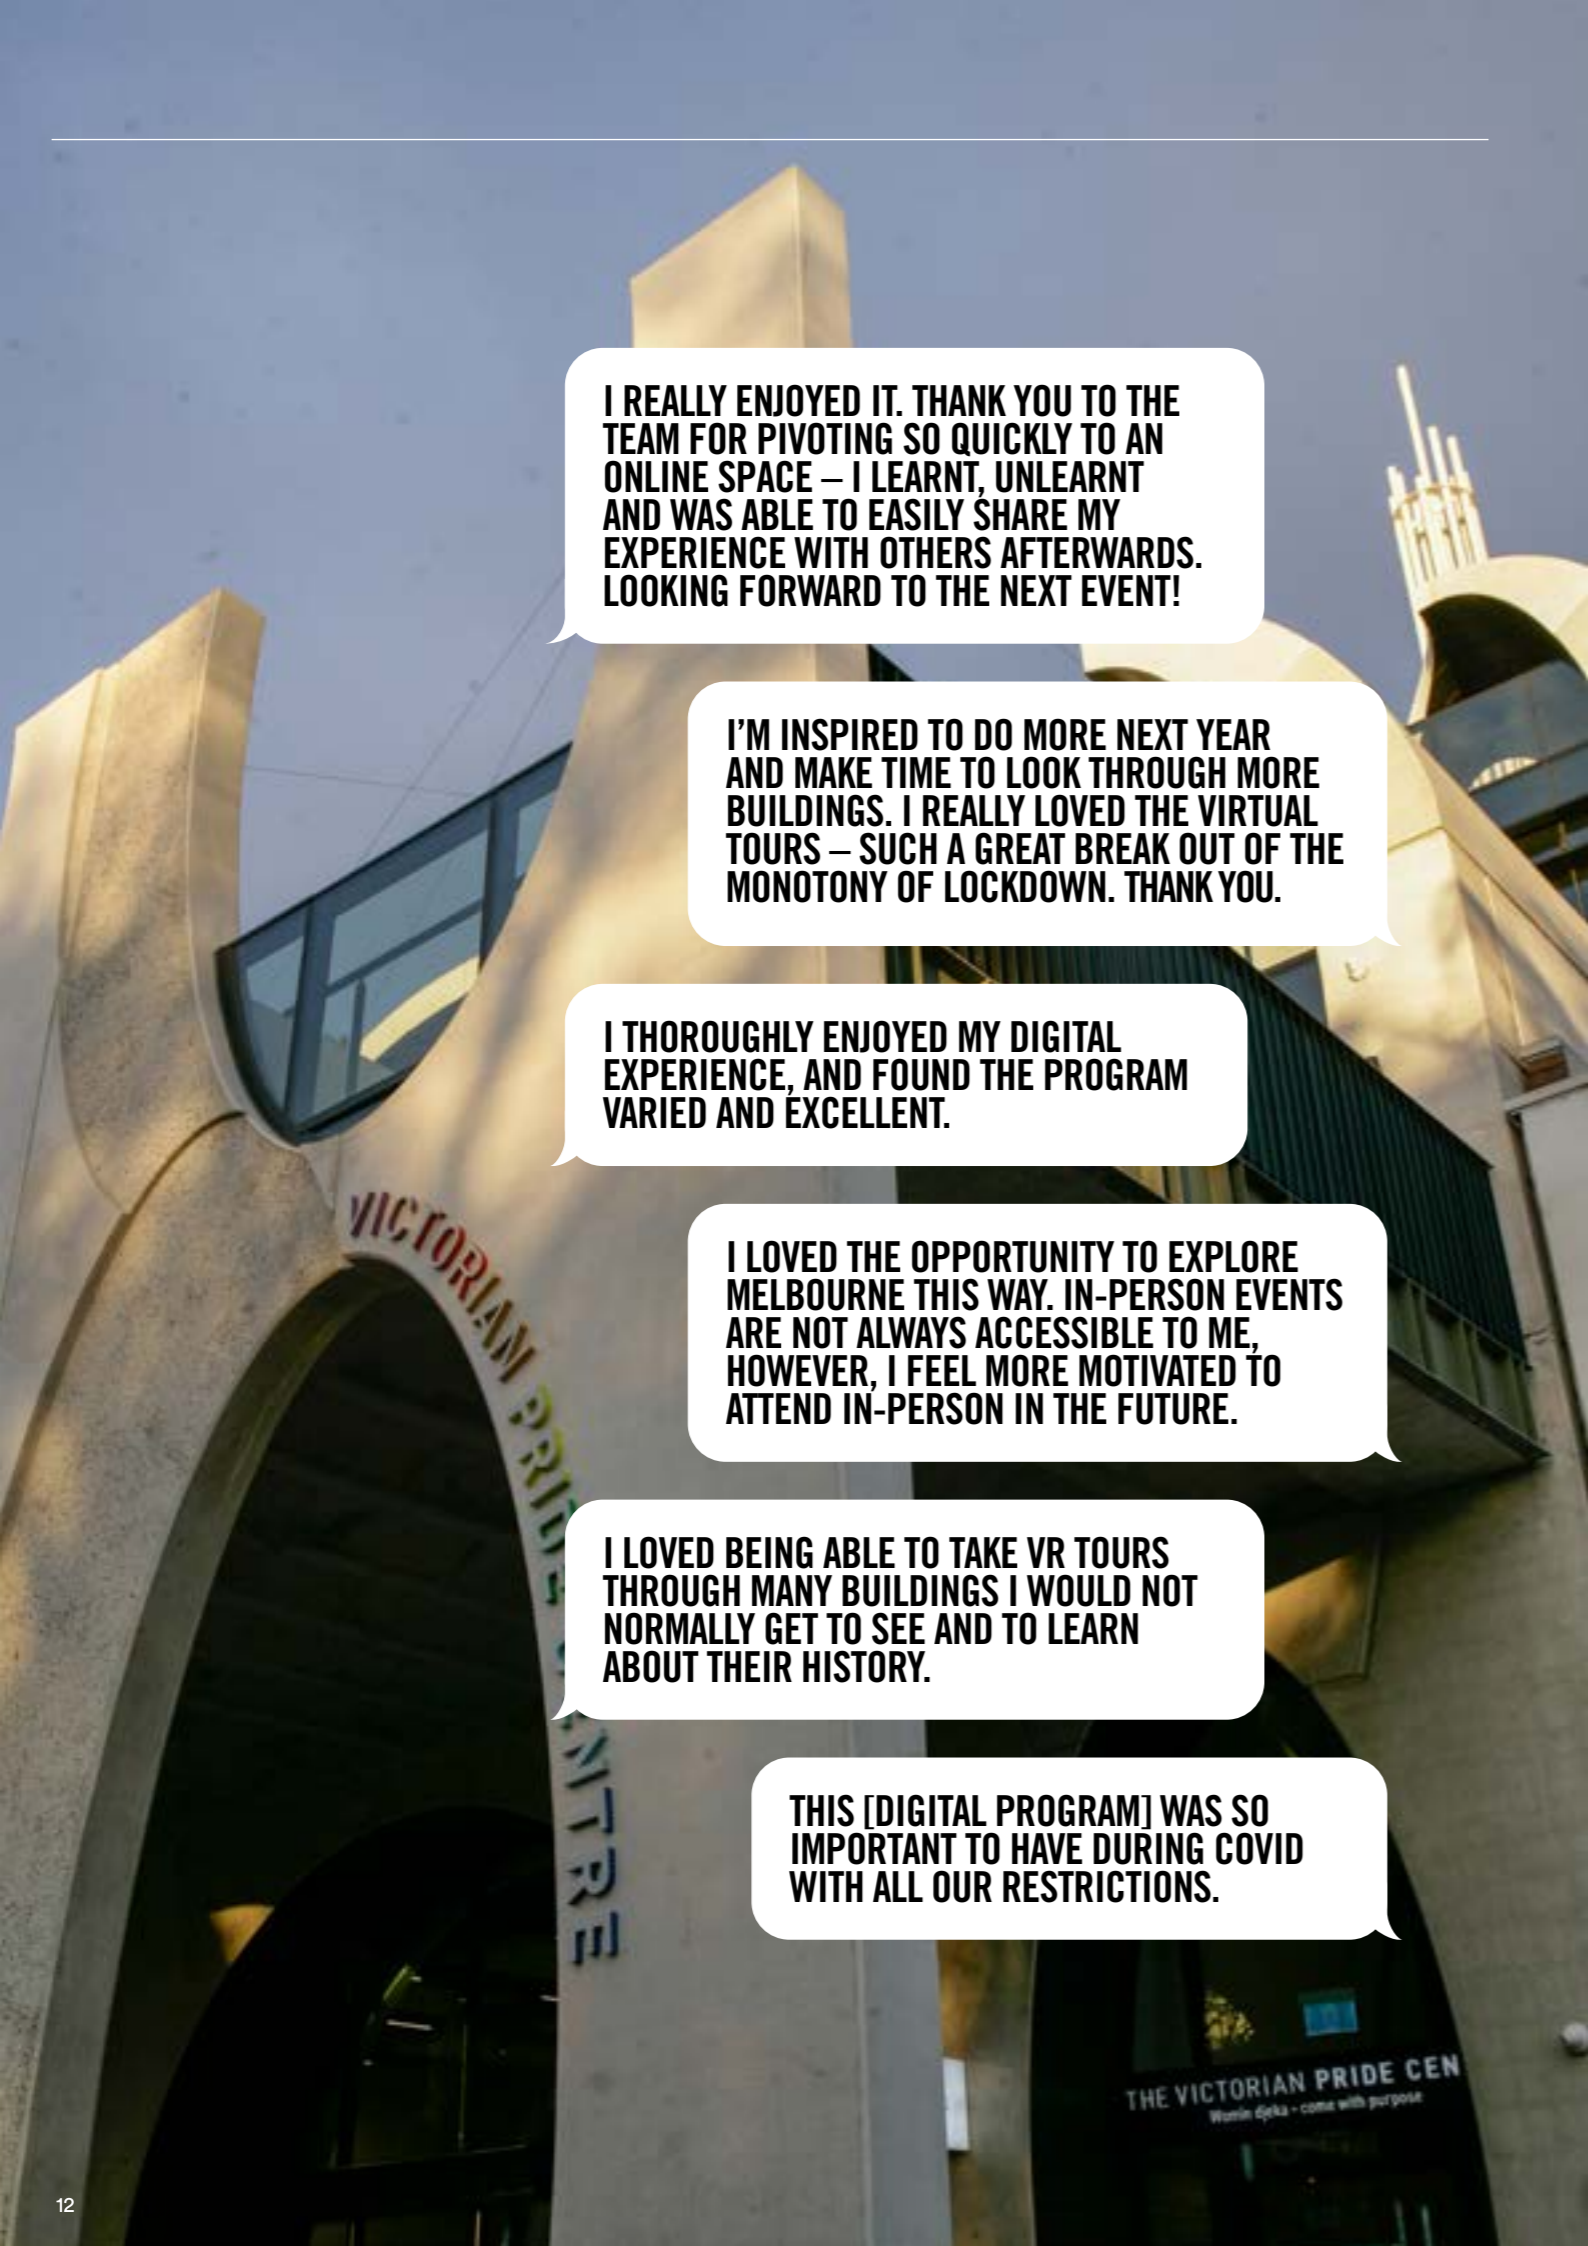 I REALLY ENJOYED IT. THANK YOU TO THE
TEAM FOR PIVOTING SO QUICKLY TO AN
ONLINE SPACE – I LEARNT, UNLEARNT
AND WAS ABLE TO EASILY SHARE MY
EXPERIENCE WITH OTHERS AFTERWARDS.
LOOKING FORWARD TO THE NEXT EVENT!
I’M INSPIRED TO DO MORE NEXT YEAR
AND MAKE TIME TO LOOK THROUGH MORE
BUILDINGS. I REALLY LOVED THE VIRTUAL
TOURS – SUCH A GREAT BREAK OUT OF THE
MONOTONY OF LOCKDOWN. THANK YOU.
I THOROUGHLY ENJOYED MY DIGITAL
EXPERIENCE, AND FOUND THE PROGRAM
VARIED AND EXCELLENT.
VICTORIAN PRIDE CENTRE
I LOVED THE OPPORTUNITY TO EXPLORE
MELBOURNE THIS WAY. IN-PERSON EVENTS
ARE NOT ALWAYS ACCESSIBLE TO ME,
HOWEVER, I FEEL MORE MOTIVATED TO
ATTEND IN-PERSON IN THE FUTURE.
I LOVED BEING ABLE TO TAKE VR TOURS
THROUGH MANY BUILDINGS I WOULD NOT
NORMALLY GET TO SEE AND TO LEARN
ABOUT THEIR HISTORY.
THIS [DIGITAL PROGRAM] WAS SO
IMPORTANT TO HAVE DURING COVID
WITH ALL OUR RESTRICTIONS.
THE VICTORIAN PRIDE CEN
Womin djeka - come with purpose
12